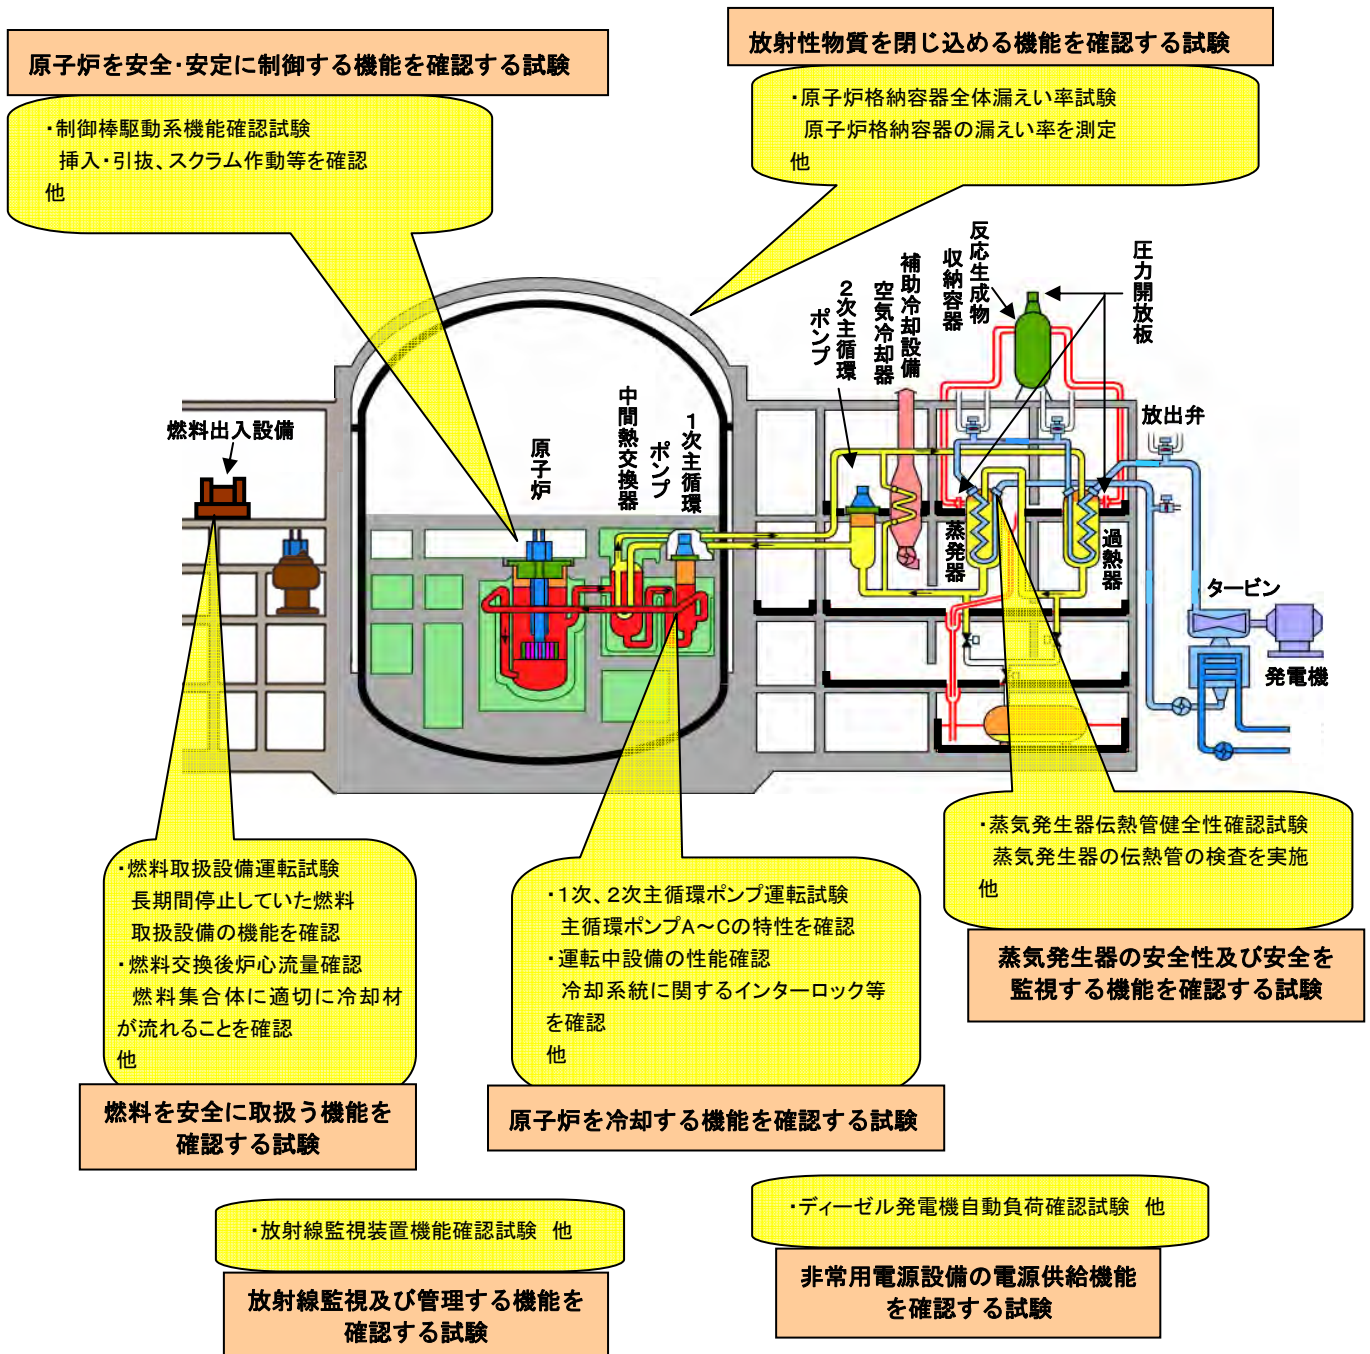 原子炉を安全・安定に制御する機能を確認する試験
・制御棒駆動系機能確認試験
挿入・引抜、スクラム作動等を確認
他
放射性物質を閉じ込める機能を確認する試験
・原子炉格納容器全体漏えい率試験
原子炉格納容器の漏えい率を測定
他
燃料出入設備
原子炉
中間熱交換器
1次主循環
ポンプ
2次主循環
ポンプ
補助冷却設備
空気冷却器
反応生成物
収納容器
圧力開放板
放出弁
蒸発器
過熱器
タービン
発電機
・燃料取扱設備運転試験
長期間停止していた燃料
取扱設備の機能を確認
・燃料交換後炉心流量確認
燃料集合体に適切に冷却材
が流れることを確認
他
燃料を安全に取扱う機能を
確認する試験
・1次、2次主循環ポンプ運転試験
主循環ポンプA～Cの特性を確認
・運転中設備の性能確認
冷却系統に関するインターロック等
を確認
他
原子炉を冷却する機能を確認する試験
・蒸気発生器伝熱管健全性確認試験
蒸気発生器の伝熱管の検査を実施
他
蒸気発生器の安全性及び安全を
監視する機能を確認する試験
・放射線監視装置機能確認試験 他
放射線監視及び管理する機能を
確認する試験
・ディーゼル発電機自動負荷確認試験 他
非常用電源設備の電源供給機能
を確認する試験